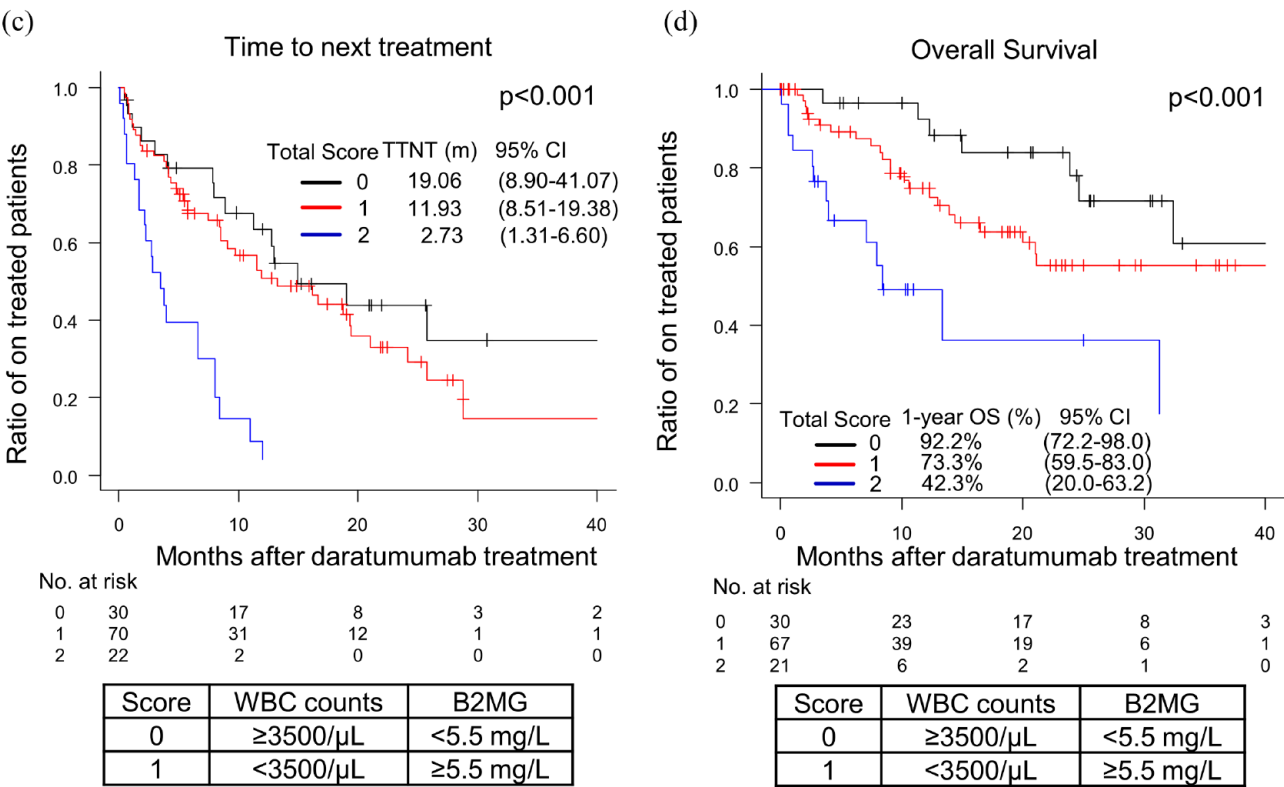 (c)
Time to next treatment
p<0.001
Total Score TTNT (m) 95% CI
0 19.06 (8.90-41.07)
1 11.93 (8.51-19.38)
2 2.73 (1.31-6.60)
Ratio of on treated patients
1.0
0.8
0.6
0.4
0.2
0.0
0 10 20 30 40
Months after daratumumab treatment
No. at risk
0 30 17 8 3 2
1 70 31 12 1 1
2 22 2 0 0 0
Score WBC counts B2MG
0 ≥3500/μL <5.5 mg/L
1 <3500/μL ≥5.5 mg/L
(d)
Overall Survival
p<0.001
Ratio of on treated patients
1.0
0.8
0.6
0.4
0.2
0.0
Total Score 1-year OS (%) 95% CI
0 92.2% (72.2-98.0)
1 73.3% (59.5-83.0)
2 42.3% (20.0-63.2)
0 10 20 30 40
Months after daratumumab treatment
No. at risk
0 30 23 17 8 3
1 67 39 19 6 1
2 21 6 2 1 0
Score WBC counts B2MG
0 ≥3500/μL <5.5 mg/L
1 <3500/μL ≥5.5 mg/L